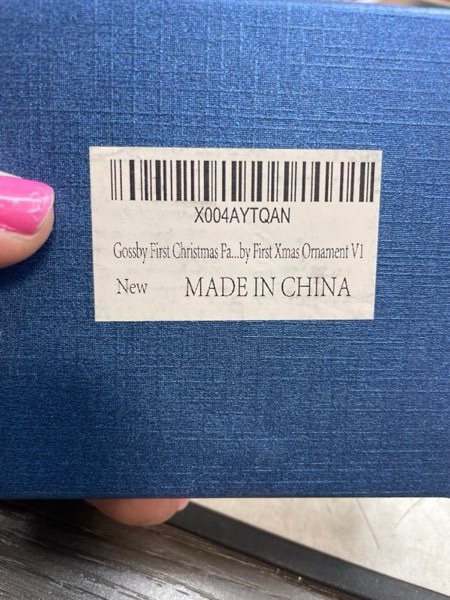 X004AYTQAN
Gossby First Christmas Fa...by First Xmas Ornament V1
New MADE IN CHINA